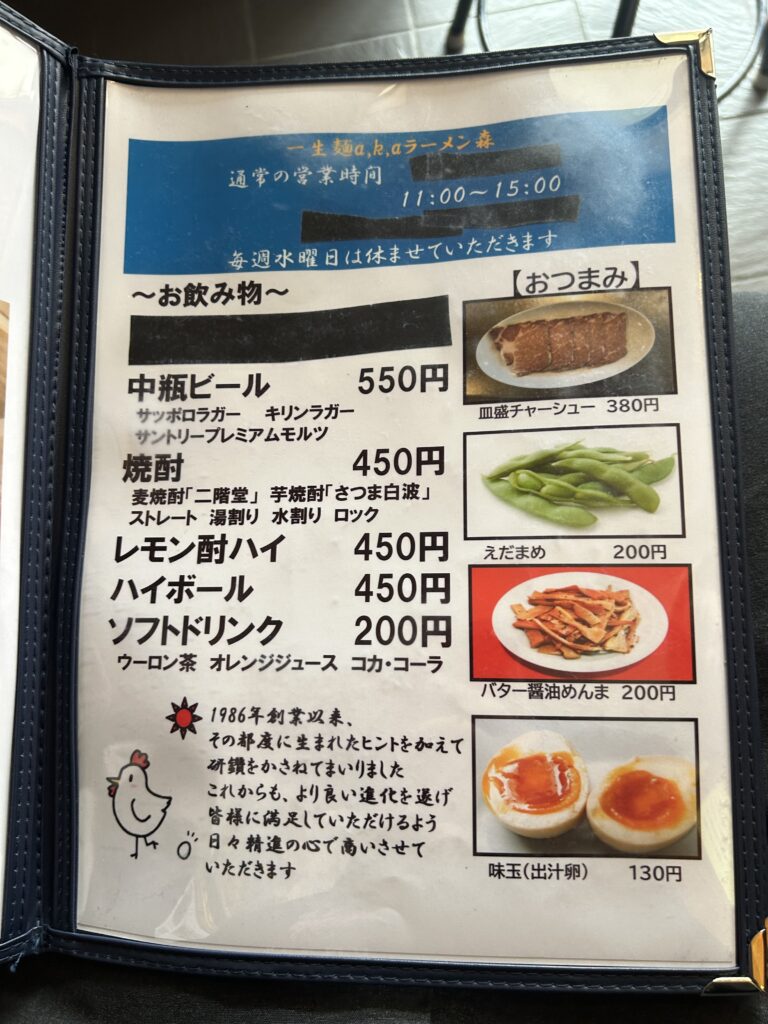 一生麺a,k,aラーメン森
通常の営業時間
11:00～15:00
毎週水曜日は休ませていただきます
～お飲み物～
中瓶ビール 550円
サッポロラガー キリンラガー
サントリープレミアムモルツ
焼酎 450円
麦焼酎「二階堂」 芋焼酎「さつま白波」
ストレート 湯割り 水割り ロック
レモン酎ハイ 450円
ハイボール 450円
ソフトドリンク 200円
ウーロン茶 オレンジジュース コカ・コーラ
1986年創業以来、
その都度に生まれたヒントを加えて
研鑽をかさねてまいりました
これからも、より良い進化を遂げ
皆様に満足していただけるよう
日々精進の心で商いさせて
いただきます
【おつまみ】
皿盛チャーシュー 380円
えだまめ 200円
バター醤油めんま 200円
味玉(出汁卵) 130円